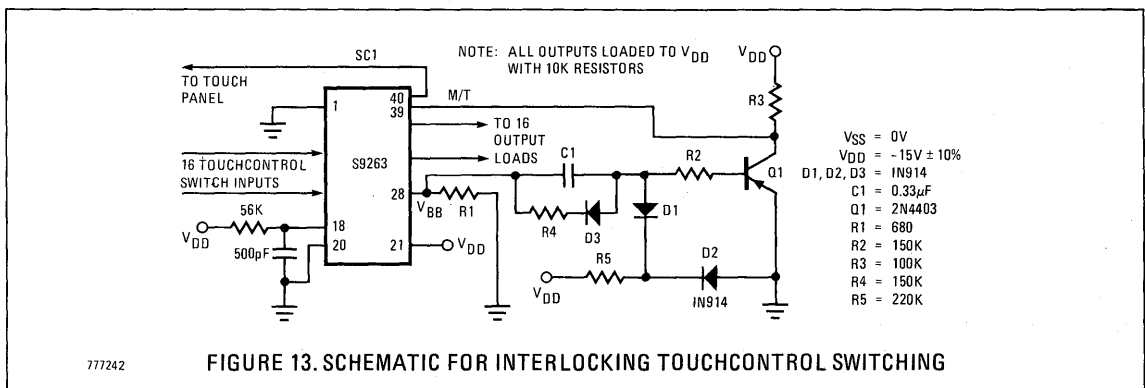 SC1
NOTE: ALL OUTPUTS LOADED TO VDD
WITH 10K RESISTORS
VDD
TO TOUCH
PANEL
M/T
R3
1
40
39
TO 16
OUTPUT
LOADS
S9263
16 TOUCHCONTROL
SWITCH INPUTS
C1
R2
Q1
28
VBB
R1
R4
D3
D1
56K
VDD
18
500pF
20
21
VDD
R5
VDD
D2
IN914
VSS = 0V
VDD = -15V ± 10%
D1, D2, D3 = IN914
C1 = 0.33μF
Q1 = 2N4403
R1 = 680
R2 = 150K
R3 = 100K
R4 = 150K
R5 = 220K
777242
FIGURE 13. SCHEMATIC FOR INTERLOCKING TOUCHCONTROL SWITCHING